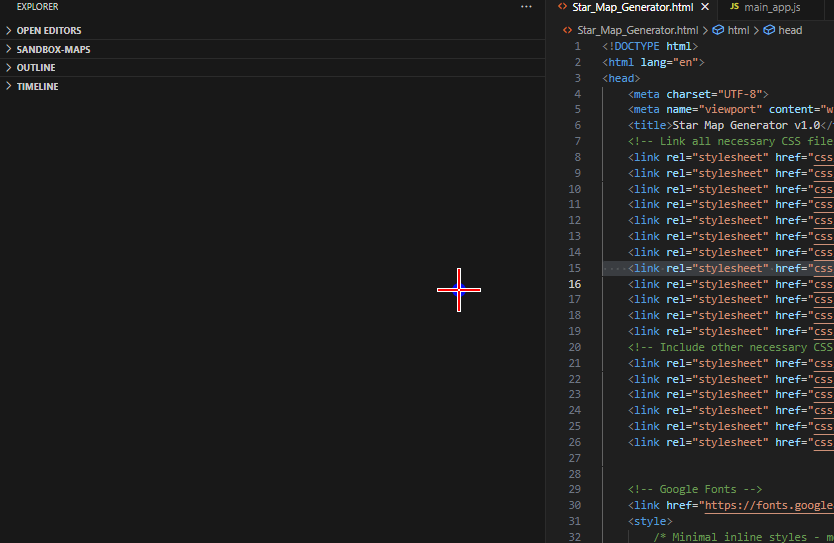 EXPLORER
···
OPEN EDITORS
SANDBOX-MAPS
OUTLINE
TIMELINE
Star_Map_Generator.html
JS main_app.js
Star_Map_Generator.html > html > head
1 <!DOCTYPE html>
2 <html lang="en">
3 <head>
4 <meta charset="UTF-8">
5 <meta name="viewport" content="w
6 <title>Star Map Generator v1.0</
7 <!-- Link all necessary CSS files
8 <link rel="stylesheet" href="css
9 <link rel="stylesheet" href="css
10 <link rel="stylesheet" href="css
11 <link rel="stylesheet" href="css
12 <link rel="stylesheet" href="css
13 <link rel="stylesheet" href="css
14 <link rel="stylesheet" href="css
15 <link rel="stylesheet" href="css
16 <link rel="stylesheet" href="css
17 <link rel="stylesheet" href="css
18 <link rel="stylesheet" href="css
19 <link rel="stylesheet" href="css
20 <!-- Include other necessary CSS
21 <link rel="stylesheet" href="css
22 <link rel="stylesheet" href="css
23 <link rel="stylesheet" href="css
24 <link rel="stylesheet" href="css
25 <link rel="stylesheet" href="css
26 <link rel="stylesheet" href="css
27
28
29 <!-- Google Fonts -->
30 <link href="https://fonts.google
31 <style>
32 /* Minimal inline styles - m